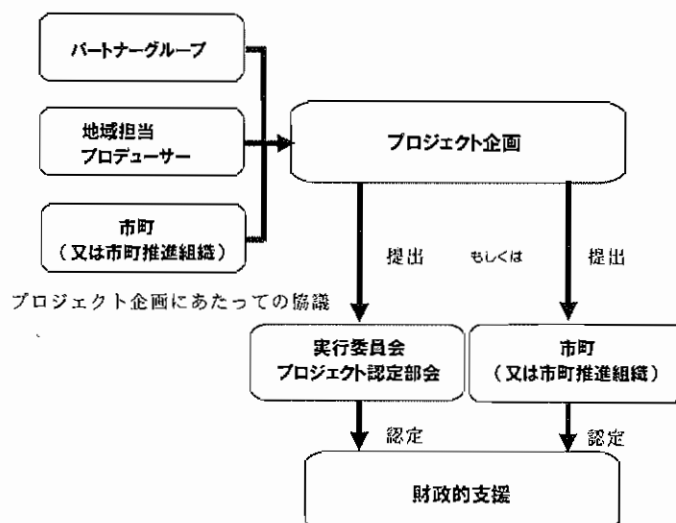 パートナーグループ
地域担当
プロデューサー
市町
（又は市町推進組織）
プロジェクト企画にあたっての協議
プロジェクト企画
提出
もしくは
提出
実行委員会
プロジェクト認定部会
市町
（又は市町推進組織）
認定
認定
財政的支援